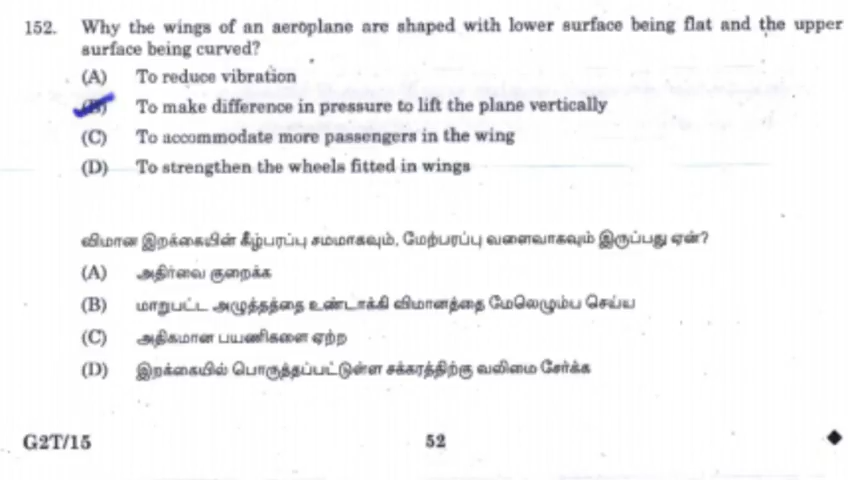 152. Why the wings of an aeroplane are shaped with lower surface being flat and the upper
surface being curved?
(A) To reduce vibration
(B) To make difference in pressure to lift the plane vertically
(C) To accommodate more passengers in the wing
(D) To strengthen the wheels fitted in wings
விமான இறக்கையின் கீழ்பரப்பு சமமாகவும், மேற்பரப்பு வளைவாகவும் இருப்பது ஏன்?
(A) அதிர்வை குறைக்க
(B) மாறுபட்ட அழுத்தத்தை உண்டாக்கி விமானத்தை மேலெழும்ப செய்ய
(C) அதிகமான பயணிகளை ஏற்ற
(D) இறக்கையில் பொருத்தப்பட்டுள்ள சக்கரத்திற்கு வலிமை சேர்க்க
G2T/15 52